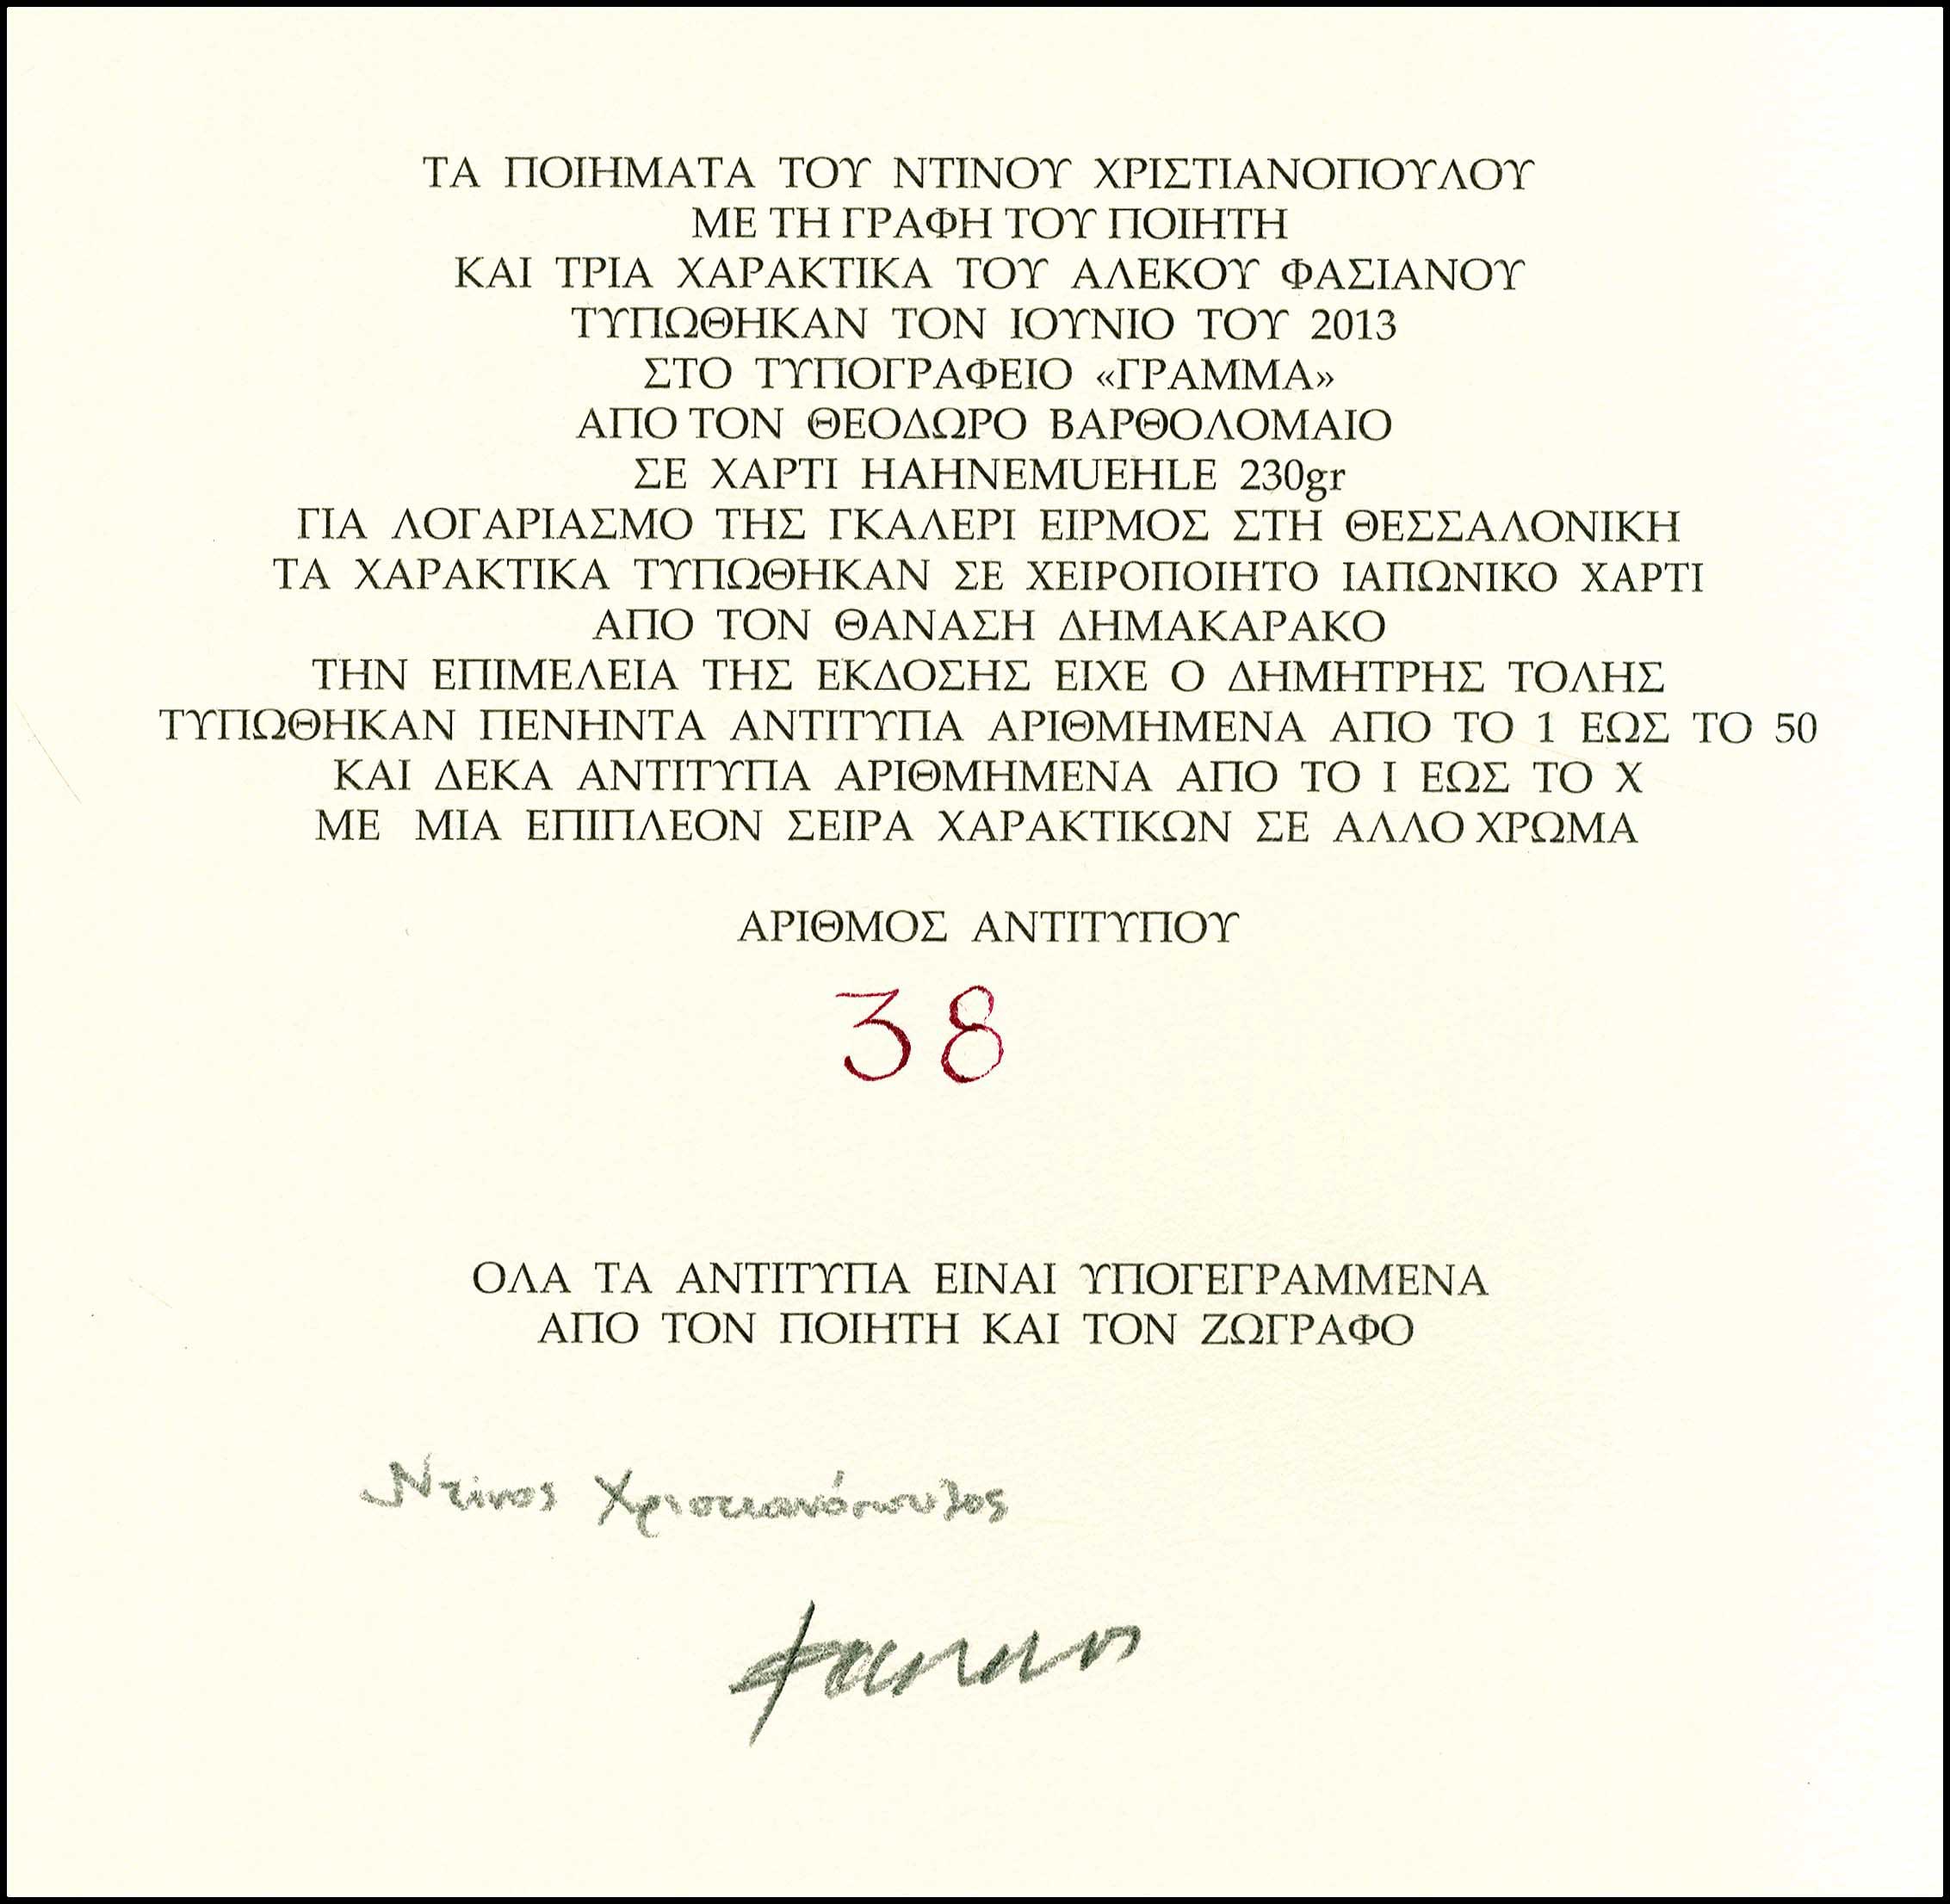 ΤΑ ΠΟΙΗΜΑΤΑ ΤΟΥ ΝΤΙΝΟΥ ΧΡΙΣΤΙΑΝΟΠΟΥΛΟΥ
ΜΕ ΤΗ ΓΡΑΦΗ ΤΟΥ ΠΟΙΗΤΗ
ΚΑΙ ΤΡΙΑ ΧΑΡΑΚΤΙΚΑ ΤΟΥ ΑΛΕΚΟΥ ΦΑΣΙΑΝΟΥ
ΤΥΠΩΘΗΚΑΝ ΤΟΝ ΙΟΥΝΙΟ ΤΟΥ 2013
ΣΤΟ ΤΥΠΟΓΡΑΦΕΙΟ «ΓΡΑΜΜΑ»
ΑΠΟ ΤΟΝ ΘΕΟΔΩΡΟ ΒΑΡΘΟΛΟΜΑΙΟ
ΣΕ ΧΑΡΤΙ HAHNEMUEHLE 230gr
ΓΙΑ ΛΟΓΑΡΙΑΣΜΟ ΤΗΣ ΓΚΑΛΕΡΙ ΕΙΡΜΟΣ ΣΤΗ ΘΕΣΣΑΛΟΝΙΚΗ
ΤΑ ΧΑΡΑΚΤΙΚΑ ΤΥΠΩΘΗΚΑΝ ΣΕ ΧΕΙΡΟΠΟΙΗΤΟ ΙΑΠΩΝΙΚΟ ΧΑΡΤΙ
ΑΠΟ ΤΟΝ ΘΑΝΑΣΗ ΔΗΜΑΚΑΡΑΚΟ
ΤΗΝ ΕΠΙΜΕΛΕΙΑ ΤΗΣ ΕΚΔΟΣΗΣ ΕΙΧΕ Ο ΔΗΜΗΤΡΗΣ ΤΟΛΗΣ
ΤΥΠΩΘΗΚΑΝ ΠΕΝΗΝΤΑ ΑΝΤΙΤΥΠΑ ΑΡΙΘΜΗΜΕΝΑ ΑΠΟ ΤΟ 1 ΕΩΣ ΤΟ 50
ΚΑΙ ΔΕΚΑ ΑΝΤΙΤΥΠΑ ΑΡΙΘΜΗΜΕΝΑ ΑΠΟ ΤΟ I ΕΩΣ ΤΟ X
ΜΕ ΜΙΑ ΕΠΙΠΛΕΟΝ ΣΕΙΡΑ ΧΑΡΑΚΤΙΚΩΝ ΣΕ ΑΛΛΟ ΧΡΩΜΑ
ΑΡΙΘΜΟΣ ΑΝΤΙΤΥΠΟΥ
38
ΟΛΑ ΤΑ ΑΝΤΙΤΥΠΑ ΕΙΝΑΙ ΥΠΟΓΕΓΡΑΜΜΕΝΑ
ΑΠΟ ΤΟΝ ΠΟΙΗΤΗ ΚΑΙ ΤΟΝ ΖΩΓΡΑΦΟ
Ντίνος Χριστιανόπουλος
φασιανος